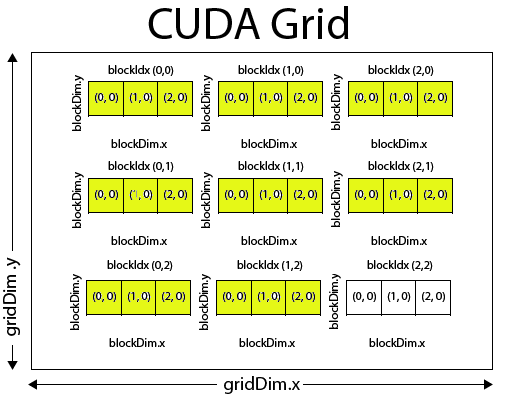 CUDA Grid
blockIdx (0,0) blockIdx (1,0) blockIdx (2,0)
blockDim.y (0, 0) (1, 0) (2, 0) blockDim.y (0, 0) (1, 0) (2, 0) blockDim.y (0, 0) (1, 0) (2, 0)
blockDim.x blockDim.x blockDim.x
blockIdx (0,1) blockIdx (1,1) blockIdx (2,1)
blockDim.y (0, 0) (1, 0) (2, 0) blockDim.y (0, 0) (1, 0) (2, 0) blockDim.y (0, 0) (1, 0) (2, 0)
blockDim.x blockDim.x blockDim.x
blockIdx (0,2) blockIdx (1,2) blockIdx (2,2)
blockDim.y (0, 0) (1, 0) (2, 0) blockDim.y (0, 0) (1, 0) (2, 0) blockDim.y (0, 0) (1, 0) (2, 0)
blockDim.x blockDim.x blockDim.x
gridDim .y
gridDim.x